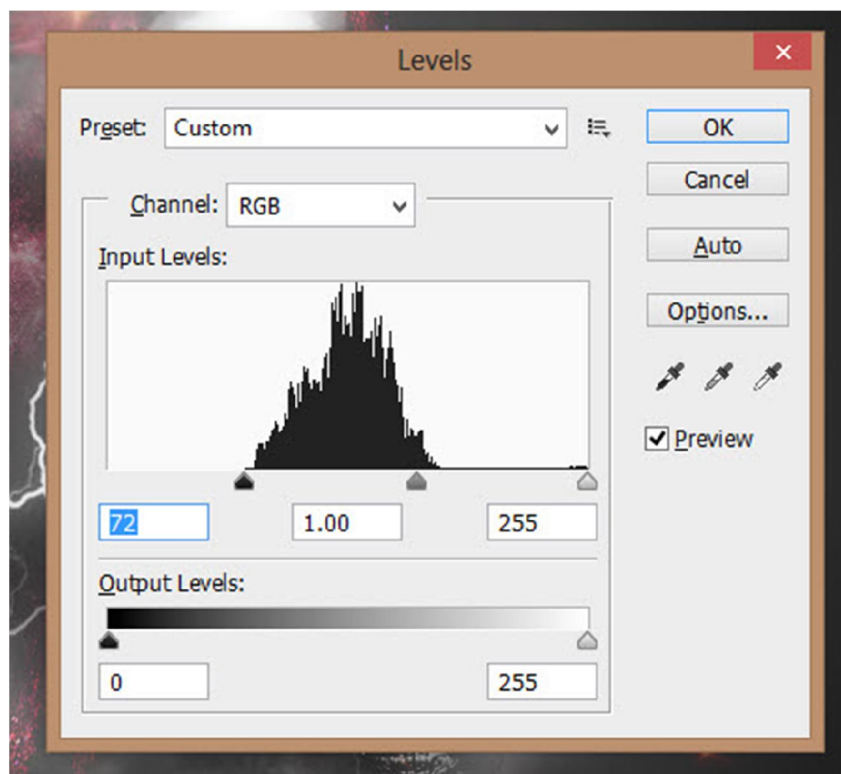 Levels
Preset: Custom
OK
Cancel
Channel: RGB
Auto
Input Levels:
Options...
Preview
72 1.00 255
Output Levels:
0 255